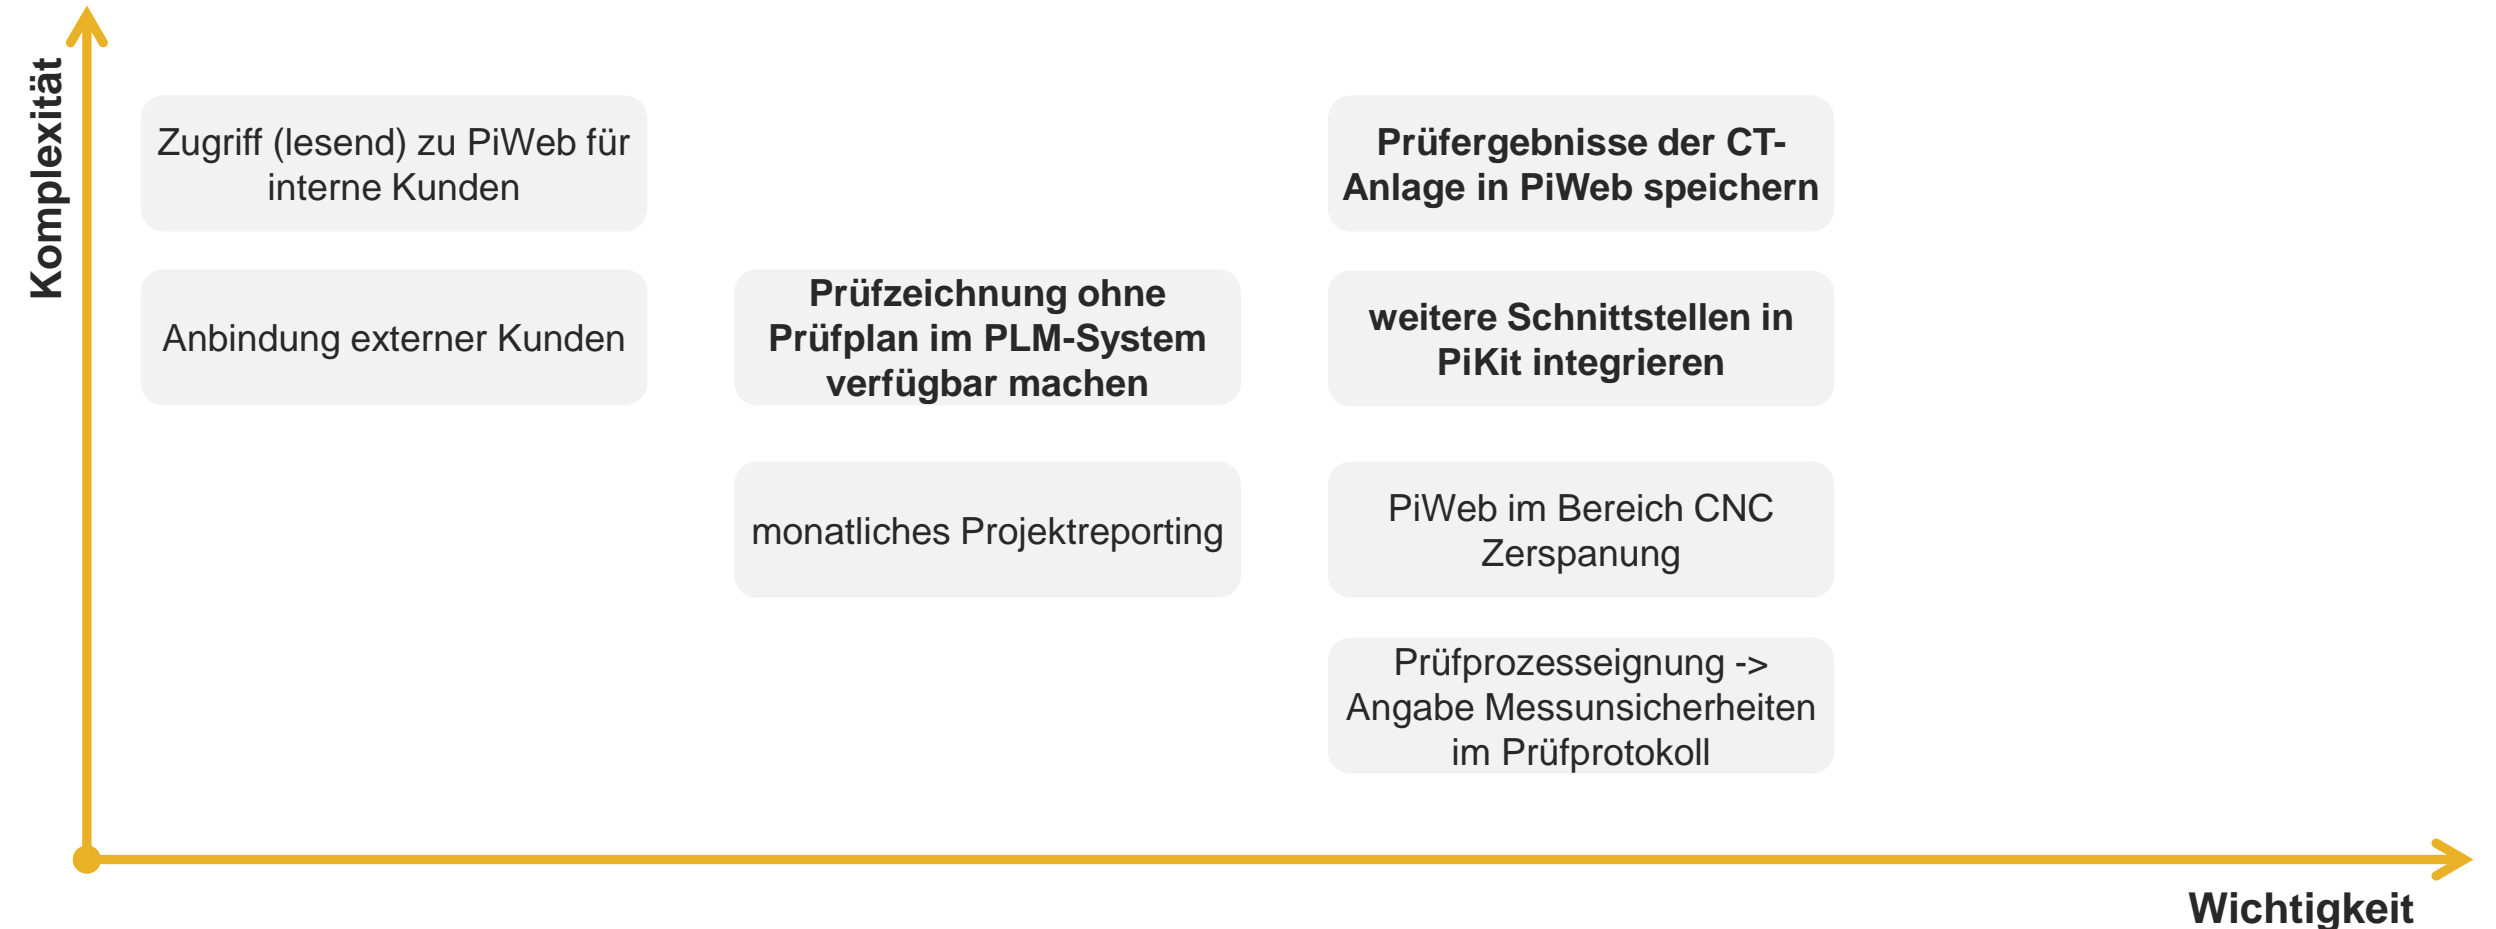 Komplexität
Zugriff (lesend) zu PiWeb für
interne Kunden
Prüfergebnisse der CT-
Anlage in PiWeb speichern
Anbindung externer Kunden
Prüfzeichnung ohne
Prüfplan im PLM-System
verfügbar machen
weitere Schnittstellen in
PiKit integrieren
monatliches Projektreporting
PiWeb im Bereich CNC
Zerspanung
Prüfprozesseignung ->
Angabe Messunsicherheiten
im Prüfprotokoll
Wichtigkeit